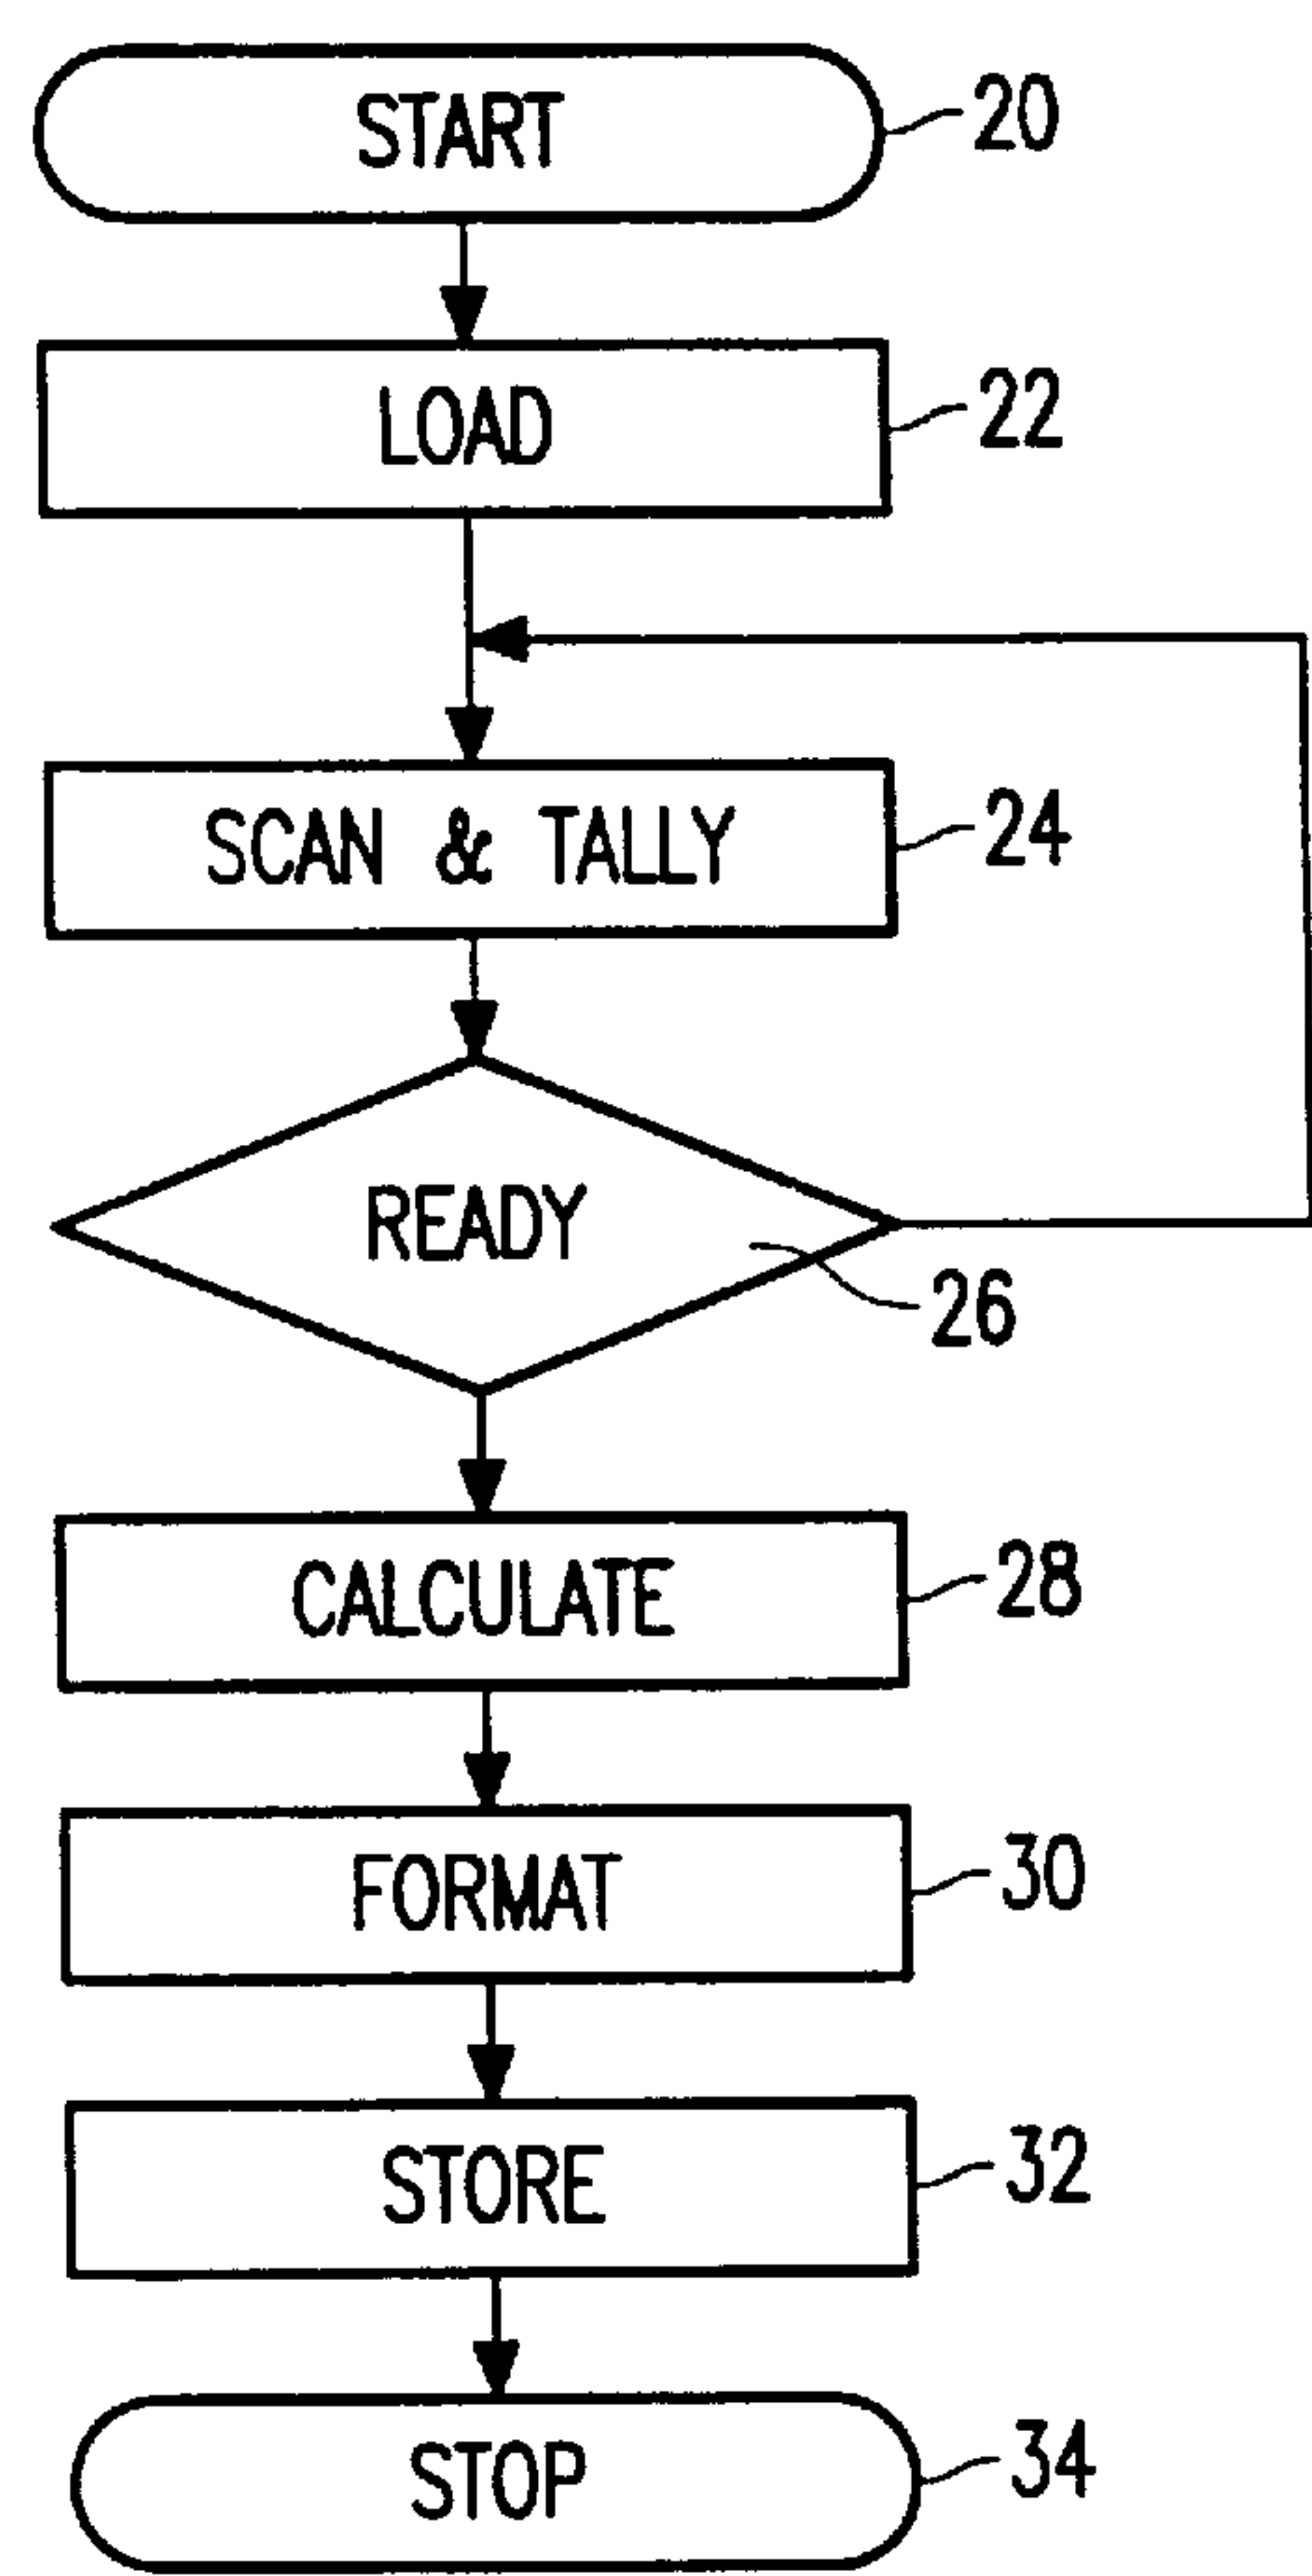 START 20
LOAD 22
SCAN & TALLY 24
READY
26
CALCULATE 28
FORMAT 30
STORE 32
STOP 34